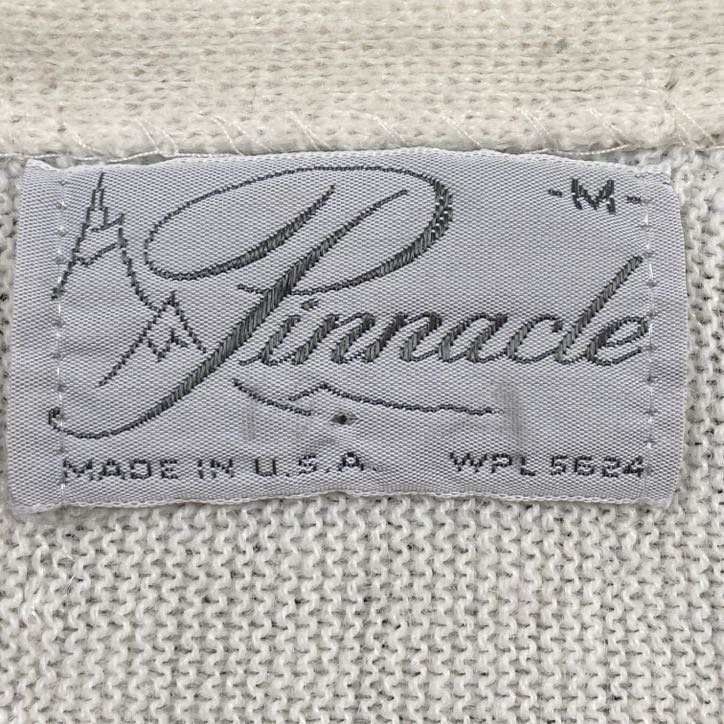 -M-
Pinnacle
MADE IN U.S.A. WPL 5624